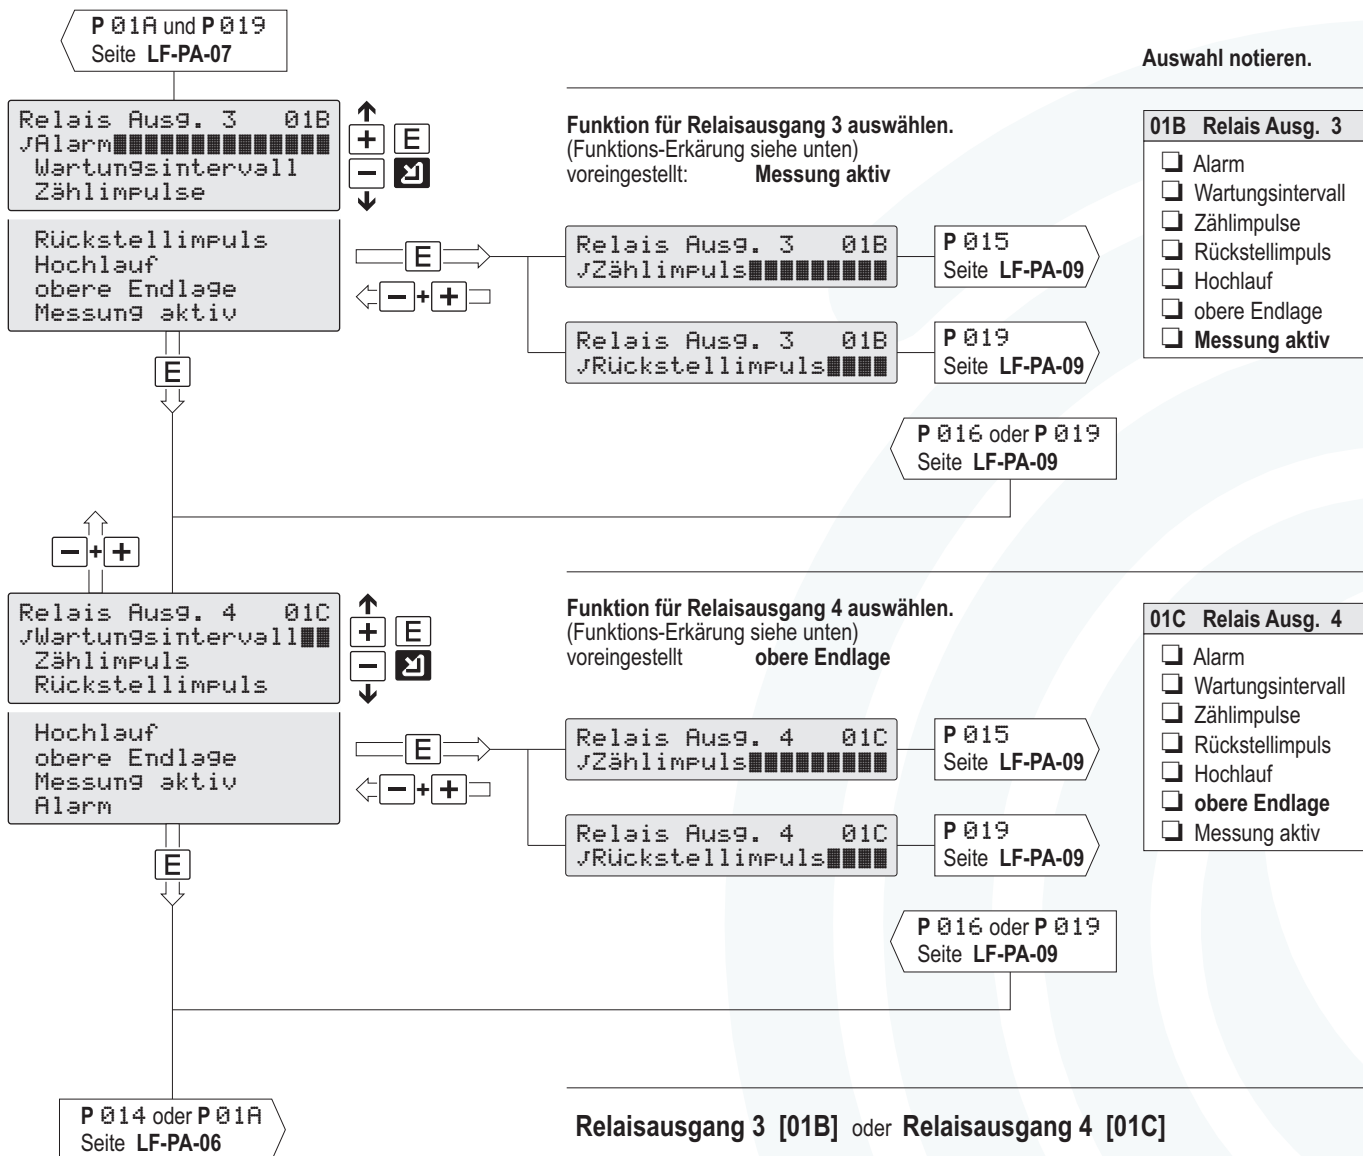 P 01A und P 019
Seite LF-PA-07
Auswahl notieren.
Relais Ausg. 3 01B
Alarm
Wartungsintervall
Zählimpulse
Rückstellimpuls
Hochlauf
obere Endlage
Messung aktiv
+ E
-
Funktion für Relaisausgang 3 auswählen.
(Funktions-Erkärung siehe unten)
voreingestellt: Messung aktiv
01B Relais Ausg. 3
Alarm
Wartungsintervall
Zählimpulse
Rückstellimpuls
Hochlauf
obere Endlage
Messung aktiv
E
- + +
Relais Ausg. 3 01B
Zählimpuls
P 015
Seite LF-PA-09
Relais Ausg. 3 01B
Rückstellimpuls
P 019
Seite LF-PA-09
E
P 016 oder P 019
Seite LF-PA-09
- + +
Relais Ausg. 4 01C
Wartungsintervall
Zählimpuls
Rückstellimpuls
Hochlauf
obere Endlage
Messung aktiv
Alarm
+ E
-
Funktion für Relaisausgang 4 auswählen.
(Funktions-Erkärung siehe unten)
voreingestellt obere Endlage
01C Relais Ausg. 4
Alarm
Wartungsintervall
Zählimpulse
Rückstellimpuls
Hochlauf
obere Endlage
Messung aktiv
E
- + +
Relais Ausg. 4 01C
Zählimpuls
P 015
Seite LF-PA-09
Relais Ausg. 4 01C
Rückstellimpuls
P 019
Seite LF-PA-09
E
P 016 oder P 019
Seite LF-PA-09
P 014 oder P 01A
Seite LF-PA-06
Relaisausgang 3 [01B] oder Relaisausgang 4 [01C]